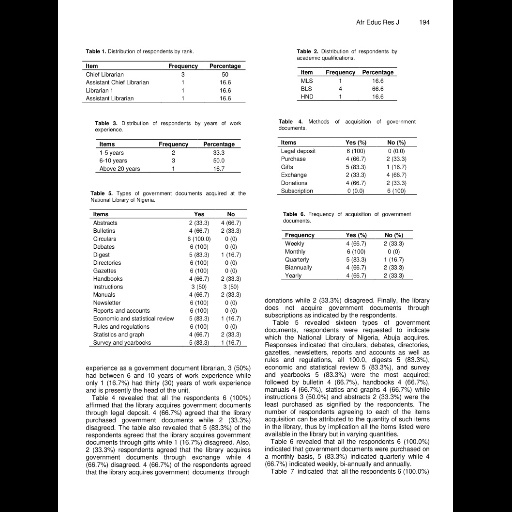 Afr Educ Res J 194
Table 1. Distribution of respondents by rank.
Item Frequency Percentage
Chief Librarian 3 50
Assistant Chief Librarian 1 16.6
Librarian I 1 16.6
Assistant Librarian 1 16.6
Table 2. Distribution of respondents by
academic qualifications.
Item Frequency Percentage
MLS 1 16.6
BLS 4 66.6
HND 1 16.6
Table 3. Distribution of respondents by years of work
experience.
Items Frequency Percentage
1-5 years 2 33.3
6-10 years 3 50.0
Above 20 years 1 16.7
Table 4. Methods of acquisition of government
documents.
Items Yes (%) No (%)
Legal deposit 6 (100) 0 (0.0)
Purchase 4 (66.7) 2 (33.3)
Gifts 5 (83.3) 1 (16.7)
Exchange 2 (33.3) 4 (66.7)
Donations 4 (66.7) 2 (33.3)
Subscription 0 (0.0) 6 (100)
Table 5. Types of government documents acquired at the
National Library of Nigeria.
Items Yes No
Abstracts 2 (33.3) 4 (66.7)
Bulletins 4 (66.7) 2 (33.3)
Circulars 6 (100.0) 0 (0)
Debates 6 (100) 0 (0)
Digest 5 (83.3) 1 (16.7)
Directories 6 (100) 0 (0)
Gazettes 6 (100) 0 (0)
Handbooks 4 (66.7) 2 (33.3)
Instructions 3 (50) 3 (50)
Manuals 4 (66.7) 2 (33.3)
Newsletter 6 (100) 0 (0)
Reports and accounts 6 (100) 0 (0)
Economic and statistical review 5 (83.3) 1 (16.7)
Rules and regulations 6 (100) 0 (0)
Statistics and graph 4 (66.7) 2 (33.3)
Survey and yearbooks 5 (83.3) 1 (16.7)
Table 6. Frequency of acquisition of government
documents.
Frequency Yes (%) No (%)
Weekly 4 (66.7) 2 (33.3)
Monthly 6 (100) 0 (0)
Quarterly 5 (83.3) 1 (16.7)
Biannually 4 (66.7) 2 (33.3)
Yearly 4 (66.7) 2 (33.3)
experience as a government document librarian, 3 (50%)
had between 6 and 10 years of work experience while
only 1 (16.7%) had thirty (30) years of work experience
and is presently the head of the unit.
Table 4 revealed that all the respondents 6 (100%)
affirmed that the library acquires government documents
through legal deposit. 4 (66.7%) agreed that the library
purchased government documents while 2 (33.3%)
disagreed. The table also revealed that 5 (83.3%) of the
respondents agreed that the library acquires government
documents through gifts while 1 (16.7%) disagreed. Also,
2 (33.3%) respondents agreed that the library acquires
government documents through exchange while 4
(66.7%) disagreed. 4 (66.7%) of the respondents agreed
that the library acquires government documents through
donations while 2 (33.3%) disagreed. Finally, the library
does not acquire government documents through
subscriptions as indicated by the respondents.
Table 5 revealed sixteen types of government
documents, respondents were requested to indicate
which the National Library of Nigeria, Abuja acquires.
Responses indicated that circulars, debates, directories,
gazettes, newsletters, reports and accounts as well as
rules and regulations, all 100.0, digests 5 (83.3%),
economic and statistical review 5 (83.3%), and survey
and yearbooks 5 (83.3%) were the most acquired;
followed by bulletin 4 (66.7%), handbooks 4 (66.7%),
manuals 4 (66.7%), statics and graphs 4 (66.7%) while
instructions 3 (50.0%) and abstracts 2 (33.3%) were the
least purchased as signified by the respondents. The
number of respondents agreeing to each of the items
acquisition can be attributed to the quantity of such items
in the library, thus by implication all the items listed were
available in the library but in varying quantities.
Table 6 revealed that all the respondents 6 (100.0%)
indicated that government documents were purchased on
a monthly basis, 5 (83.3%) indicated quarterly while 4
(66.7%) indicated weekly, bi-annually and annually.
Table 7 indicated that all the respondents 6 (100.0%)